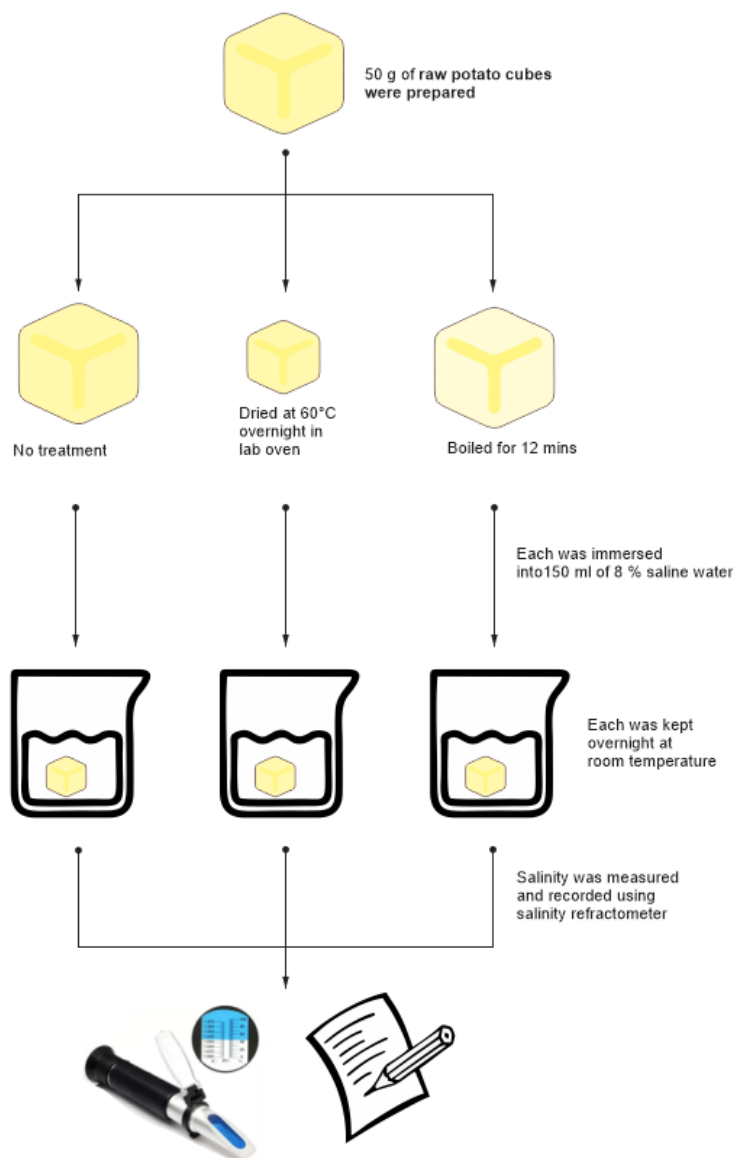 50 g of raw potato cubes
were prepared
No treatment
Dried at 60°C
overnight in
lab oven
Boiled for 12 mins
Each was immersed
into150 ml of 8 % saline water
Each was kept
overnight at
room temperature
Salinity was measured
and recorded using
salinity refractometer